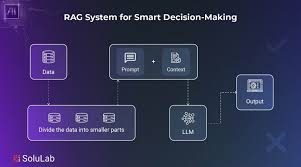 RAG System for Smart Decision-Making
Data
Prompt
+
Context
Output
Divide the data into smaller parts
LLM
SoluLab